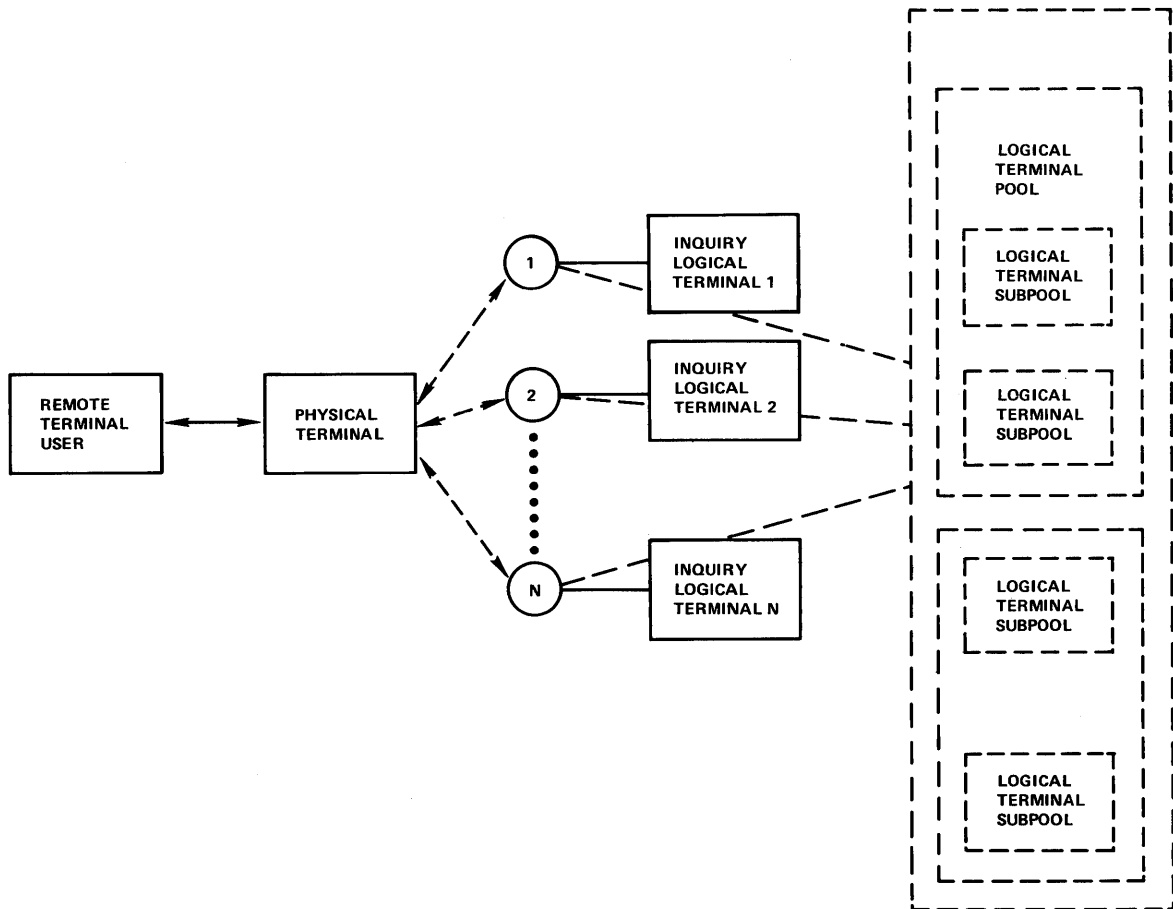 REMOTE
TERMINAL
USER
PHYSICAL
TERMINAL
1
2
N
INQUIRY
LOGICAL
TERMINAL 1
INQUIRY
LOGICAL
TERMINAL 2
INQUIRY
LOGICAL
TERMINAL N
LOGICAL
TERMINAL
POOL
LOGICAL
TERMINAL
SUBPOOL
LOGICAL
TERMINAL
SUBPOOL
LOGICAL
TERMINAL
SUBPOOL
LOGICAL
TERMINAL
SUBPOOL